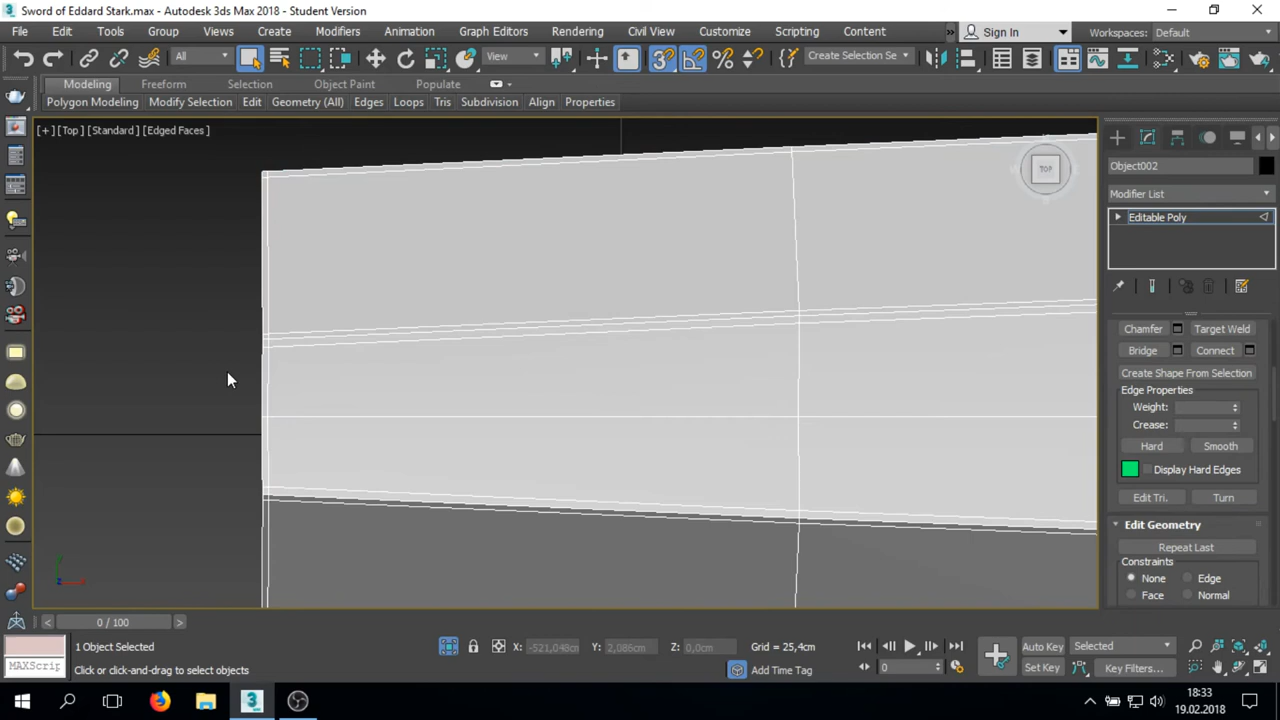 Sword of Eddard Stark.max - Autodesk 3ds Max 2018 - Student Version
File Edit Tools Group Views Create Modifiers Animation Graph Editors Rendering Civil View Customize Scripting Content Sign In Workspaces: Default
All View Create Selection Se
Modeling Freeform Selection Object Paint Populate
Polygon Modeling Modify Selection Edit Geometry (All) Edges Loops Tris Subdivision Align Properties
[+] [Top] [Standard] [Edged Faces]
TOP
Object002
Modifier List
Editable Poly
Chamfer Target Weld
Bridge Connect
Create Shape From Selection
Edge Properties
Weight:
Crease:
Hard Smooth
Display Hard Edges
Edit Tri. Turn
Edit Geometry
Repeat Last
Constraints
None Edge
Face Normal
y
z
0 / 100
1 Object Selected X: -521,048cm Y: 2,085cm Z: 0,0cm Grid = 25,4cm Auto Key Selected
MAXScrip Click or click-and-drag to select objects Add Time Tag 0 Set Key Key Filters...
18:33
19.02.2018